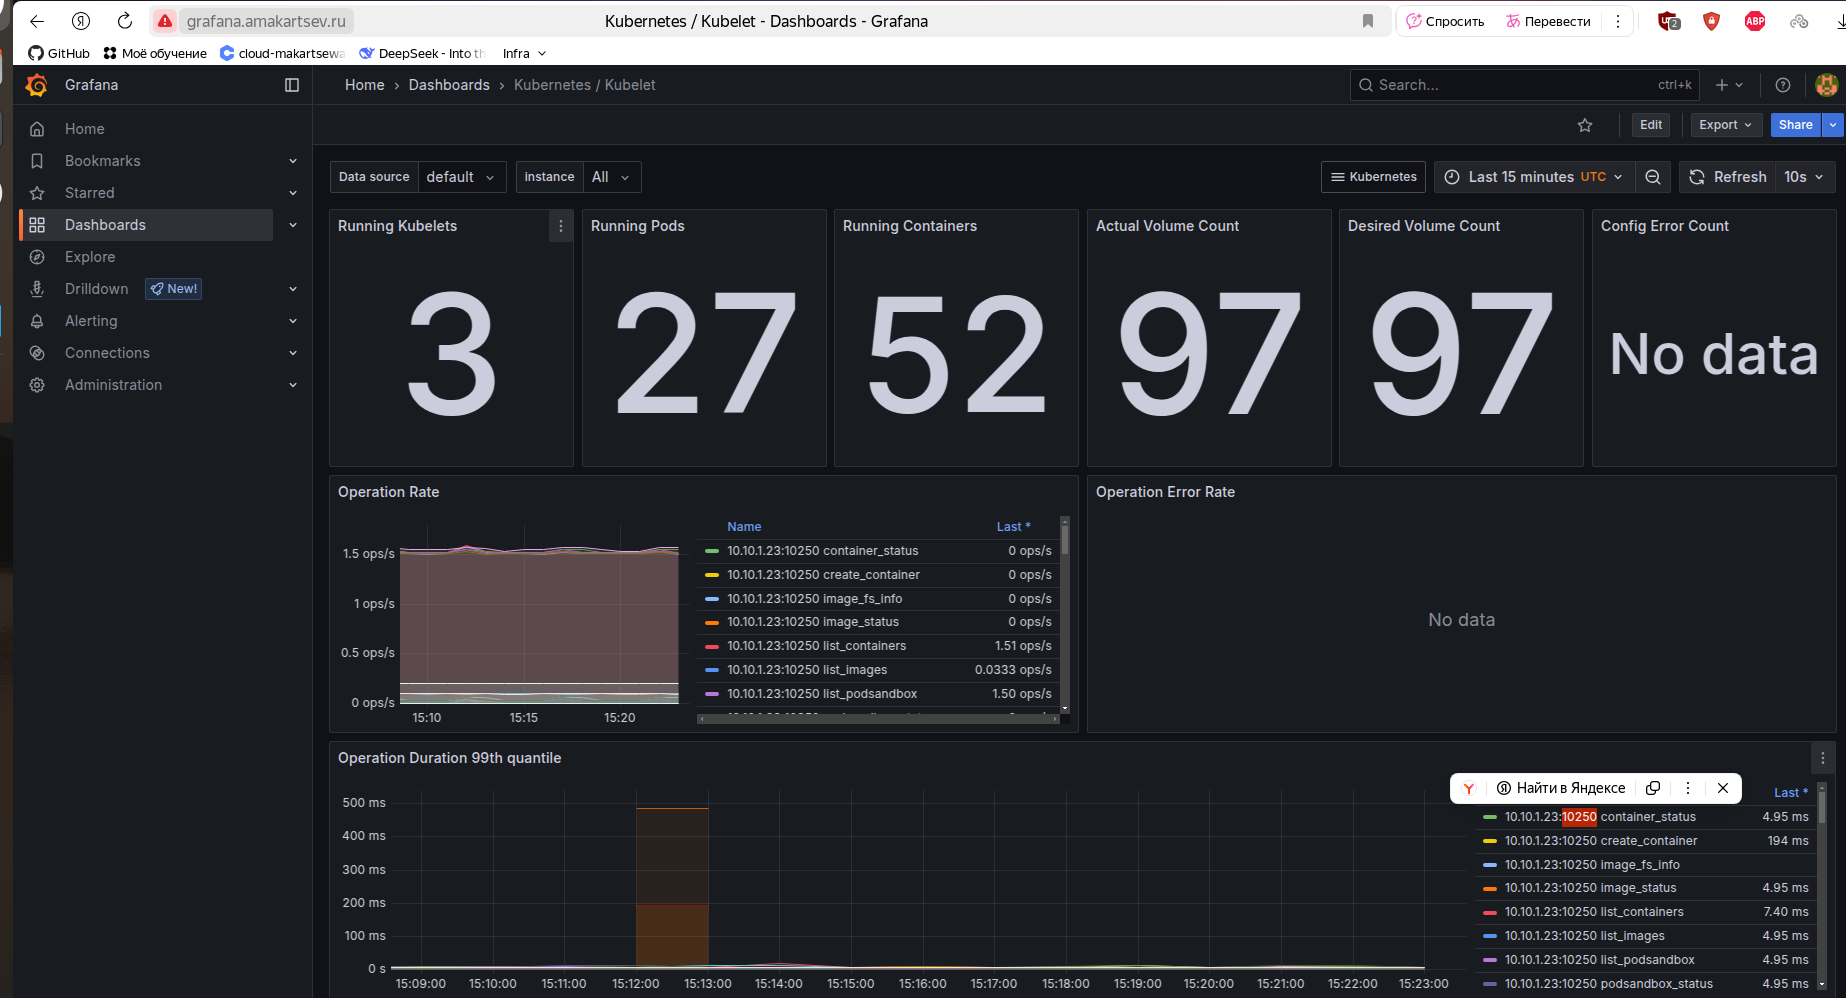 grafana.amakartsev.ru
Kubernetes / Kubelet - Dashboards - Grafana
Спросить
Перевести
2
ABP
GitHub
Моё обучение
cloud-makartsewa
DeepSeek - Into th
Infra
Grafana
Home › Dashboards › Kubernetes / Kubelet
Search...
ctrl+k
Home
Bookmarks
Starred
Dashboards
Explore
Drilldown
New!
Alerting
Connections
Administration
Edit
Export
Share
Data source
default
instance
All
Kubernetes
Last 15 minutes UTC
Refresh
10s
Running Kubelets
3
Running Pods
27
Running Containers
52
Actual Volume Count
97
Desired Volume Count
97
Config Error Count
No data
Operation Rate
1.5 ops/s
1 ops/s
0.5 ops/s
0 ops/s
15:10
15:15
15:20
Name Last *
10.10.1.23:10250 container_status 0 ops/s
10.10.1.23:10250 create_container 0 ops/s
10.10.1.23:10250 image_fs_info 0 ops/s
10.10.1.23:10250 image_status 0 ops/s
10.10.1.23:10250 list_containers 1.51 ops/s
10.10.1.23:10250 list_images 0.0333 ops/s
10.10.1.23:10250 list_podsandbox 1.50 ops/s
Operation Error Rate
No data
Operation Duration 99th quantile
500 ms
400 ms
300 ms
200 ms
100 ms
0 s
15:09:00
15:10:00
15:11:00
15:12:00
15:13:00
15:14:00
15:15:00
15:16:00
15:17:00
15:18:00
15:19:00
15:20:00
15:21:00
15:22:00
15:23:00
Найти в Яндексе
Last *
10.10.1.23:10250 container_status 4.95 ms
10.10.1.23:10250 create_container 194 ms
10.10.1.23:10250 image_fs_info
10.10.1.23:10250 image_status 4.95 ms
10.10.1.23:10250 list_containers 7.40 ms
10.10.1.23:10250 list_images 4.95 ms
10.10.1.23:10250 list_podsandbox 4.95 ms
10.10.1.23:10250 podsandbox_status 4.95 ms